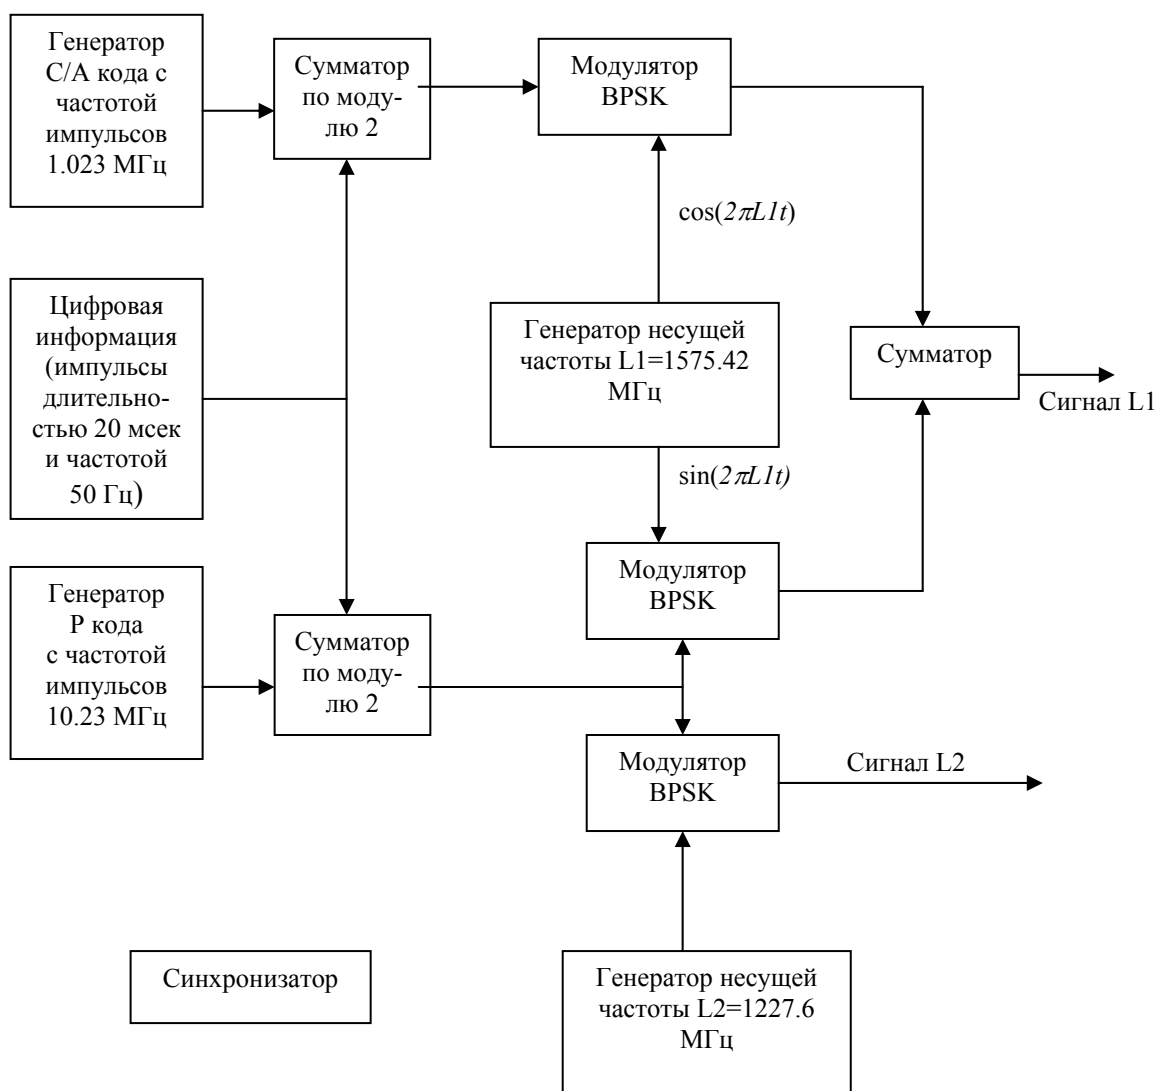 Генератор
С/А кода с
частотой
импульсов
1.023 МГц
Сумматор
по моду-
лю 2
Модулятор
BPSK
cos(2πL1t)
Цифровая
информация
(импульсы
длительно-
стью 20 мсек
и частотой
50 Гц)
Генератор несущей
частоты L1=1575.42
МГц
Сумматор
Сигнал L1
sin(2πL1t)
Модулятор
BPSK
Генератор
Р кода
с частотой
импульсов
10.23 МГц
Сумматор
по моду-
лю 2
Модулятор
BPSK
Сигнал L2
Синхронизатор
Генератор несущей
частоты L2=1227.6
МГц